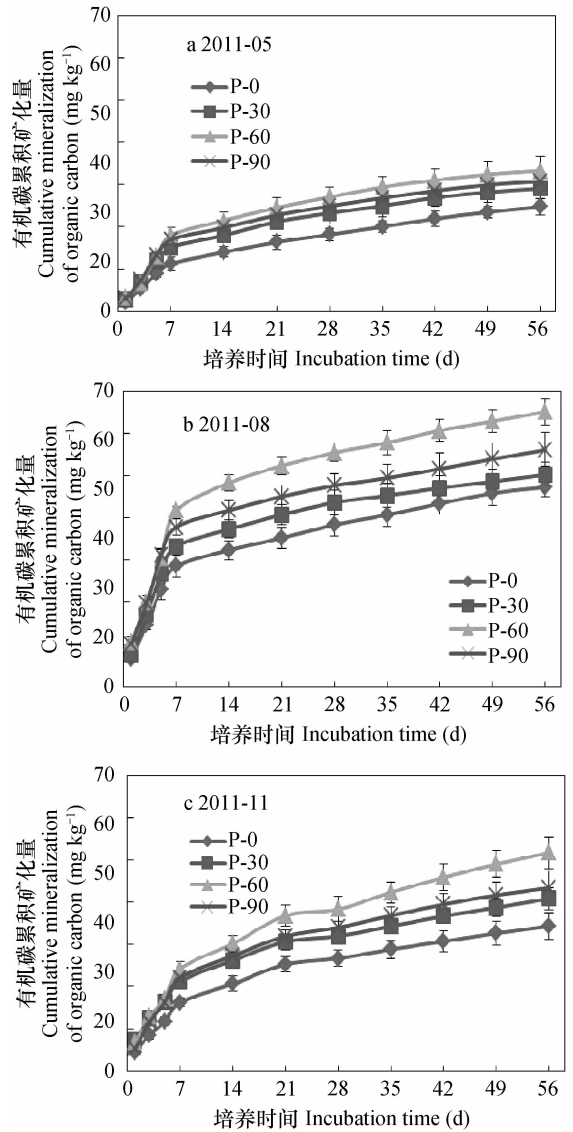 70
60
50
40
30
20
0
a 2011-05
P-0
P-30
P-60
P-90
有机碳累积矿化量
Cumulative mineralization
of organic carbon (mg kg⁻¹)
0 7 14 21 28 35 42 49 56
培养时间 Incubation time (d)
70
60
50
40
30
20
0
b 2011-08
P-0
P-30
P-60
P-90
有机碳累积矿化量
Cumulative mineralization
of organic carbon (mg kg⁻¹)
0 7 14 21 28 35 42 49 56
培养时间 Incubation time (d)
70
60
50
40
30
20
0
c 2011-11
P-0
P-30
P-60
P-90
有机碳累积矿化量
Cumulative mineralization
of organic carbon (mg kg⁻¹)
0 7 14 21 28 35 42 49 56
培养时间 Incubation time (d)